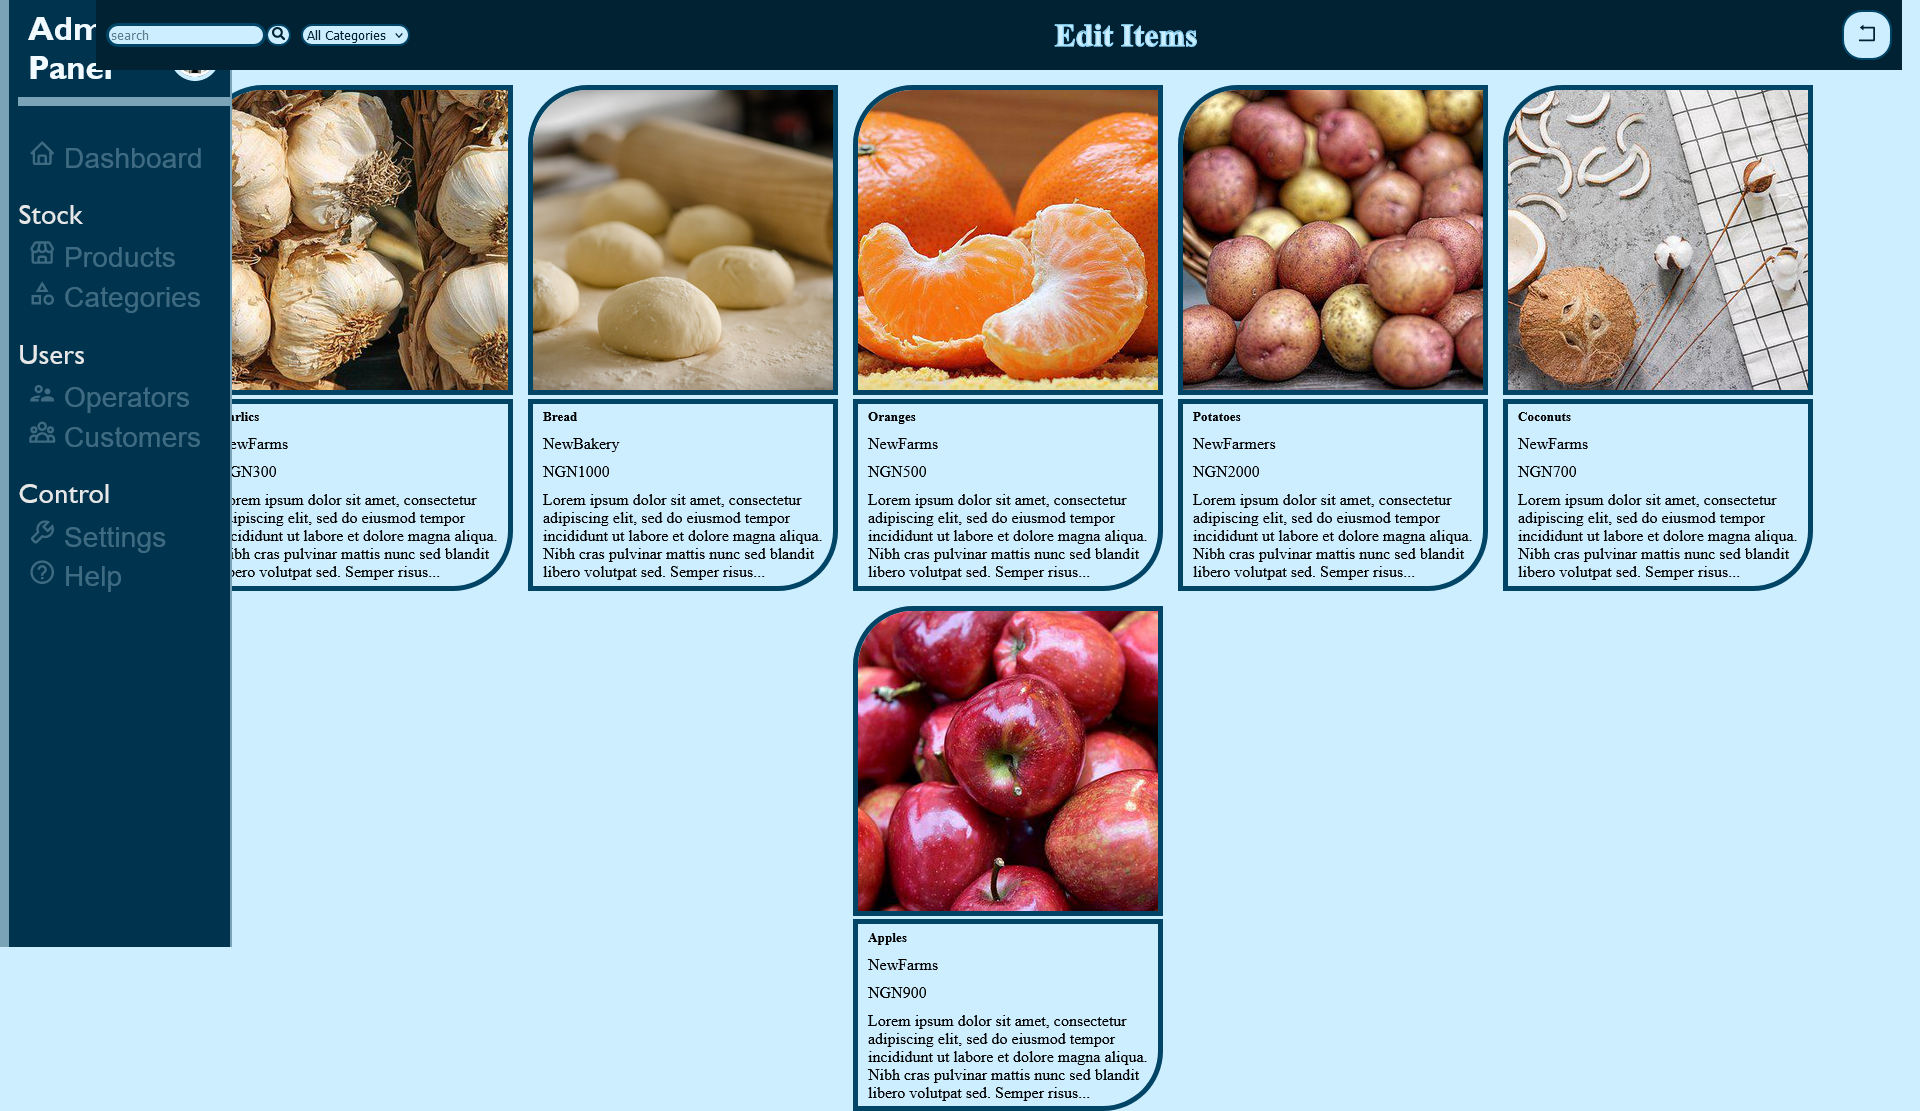 Adm
Panel
search
All Categories
Edit Items
Dashboard
Stock
Products
Categories
Users
Operators
Customers
Control
Settings
Help
arlics
ewFarms
GN300
orem ipsum dolor sit amet, consectetur
ipiscing elit, sed do eiusmod tempor
cididunt ut labore et dolore magna aliqua.
ibh cras pulvinar mattis nunc sed blandit
bero volutpat sed. Semper risus...
Bread
NewBakery
NGN1000
Lorem ipsum dolor sit amet, consectetur
adipiscing elit, sed do eiusmod tempor
incididunt ut labore et dolore magna aliqua.
Nibh cras pulvinar mattis nunc sed blandit
libero volutpat sed. Semper risus...
Oranges
NewFarms
NGN500
Lorem ipsum dolor sit amet, consectetur
adipiscing elit, sed do eiusmod tempor
incididunt ut labore et dolore magna aliqua.
Nibh cras pulvinar mattis nunc sed blandit
libero volutpat sed. Semper risus...
Potatoes
NewFarmers
NGN2000
Lorem ipsum dolor sit amet, consectetur
adipiscing elit, sed do eiusmod tempor
incididunt ut labore et dolore magna aliqua.
Nibh cras pulvinar mattis nunc sed blandit
libero volutpat sed. Semper risus...
Coconuts
NewFarms
NGN700
Lorem ipsum dolor sit amet, consectetur
adipiscing elit, sed do eiusmod tempor
incididunt ut labore et dolore magna aliqua.
Nibh cras pulvinar mattis nunc sed blandit
libero volutpat sed. Semper risus...
Apples
NewFarms
NGN900
Lorem ipsum dolor sit amet, consectetur
adipiscing elit, sed do eiusmod tempor
incididunt ut labore et dolore magna aliqua.
Nibh cras pulvinar mattis nunc sed blandit
libero volutpat sed. Semper risus...